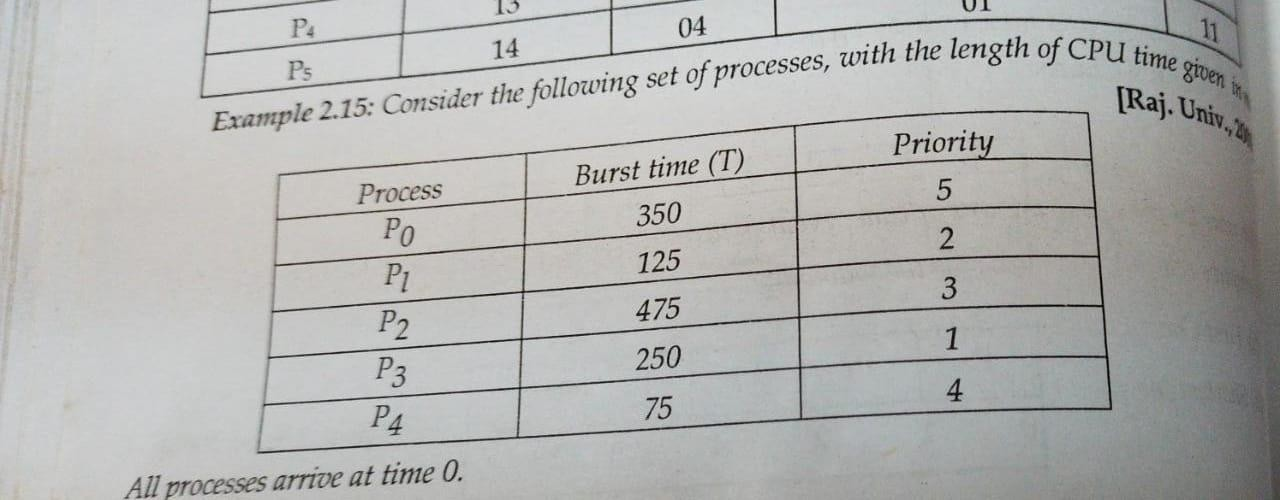 P4 13
P5 14 04 01 11
Example 2.15: Consider the following set of processes, with the length of CPU time given in
[Raj. Univ.,
Process Burst time (T) Priority
P0 350 5
P1 125 2
P2 475 3
P3 250 1
P4 75 4
All processes arrive at time 0.